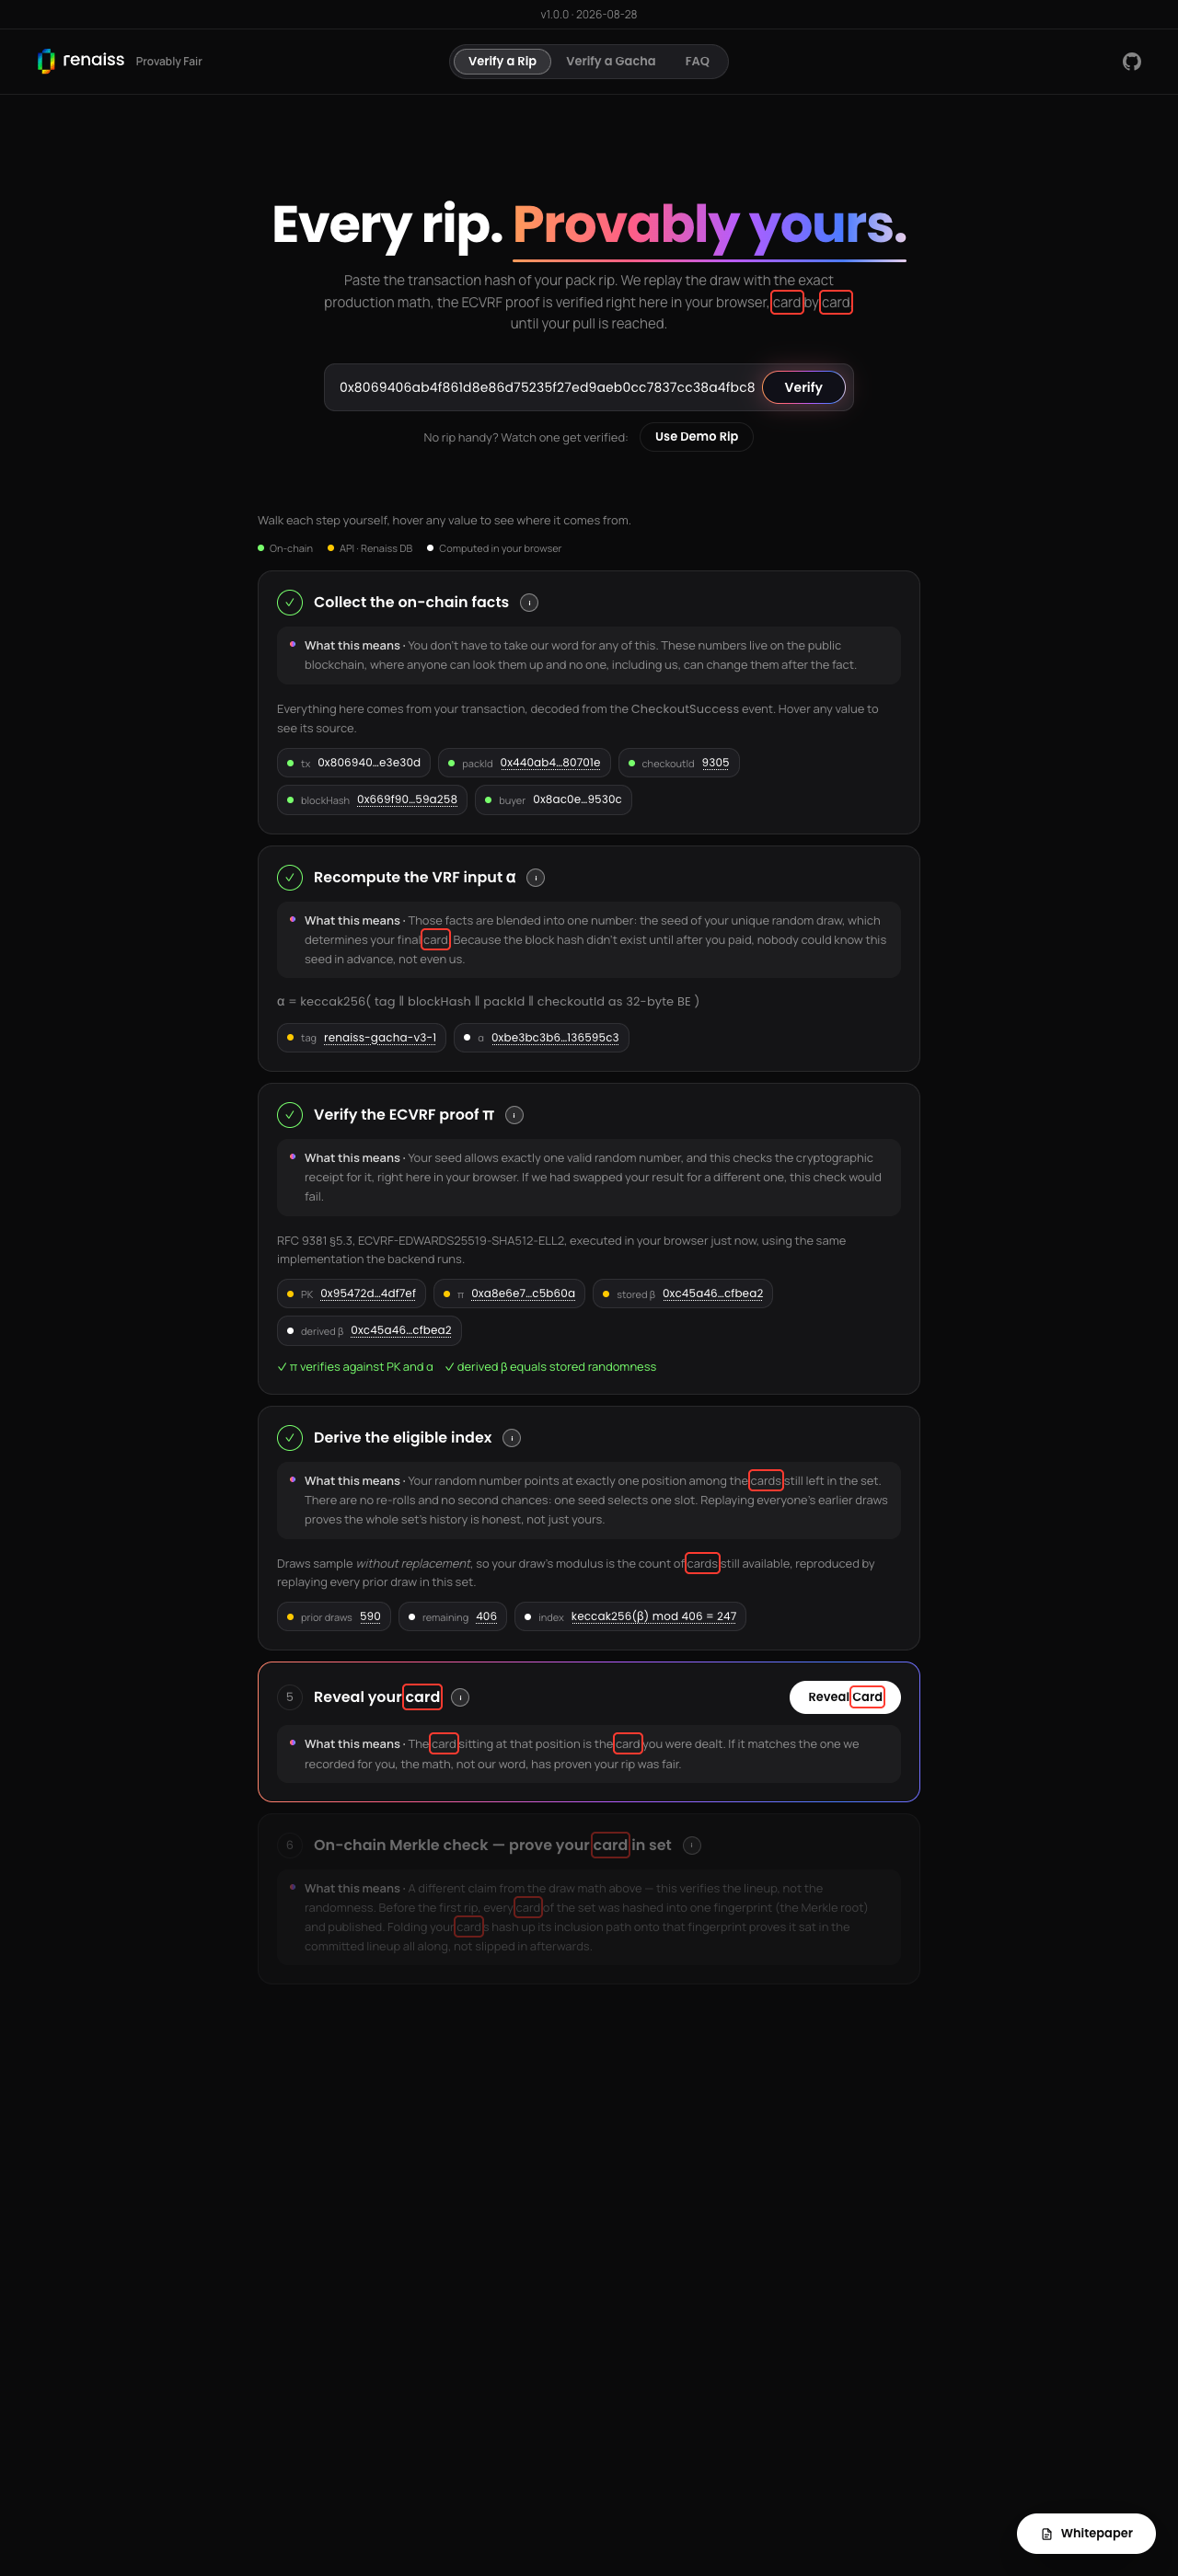 v1.0.0 · 2026-08-28
renaiss Provably Fair
Verify a Rip Verify a Gacha FAQ
Every rip. Provably yours.
Paste the transaction hash of your pack rip. We replay the draw with the exact
production math, the ECVRF proof is verified right here in your browser, card by card
until your pull is reached.
0x8069406ab4f861d8e86d75235f27ed9aeb0cc7837cc38a4fbc8 Verify
No rip handy? Watch one get verified: Use Demo Rip
Walk each step yourself, hover any value to see where it comes from.
On-chain API · Renaiss DB Computed in your browser
Collect the on-chain facts i
What this means · You don't have to take our word for any of this. These numbers live on the public
blockchain, where anyone can look them up and no one, including us, can change them after the fact.
Everything here comes from your transaction, decoded from the CheckoutSuccess event. Hover any value to
see its source.
tx 0x806940…e3e30d packId 0x440ab4…80701e checkoutId 9305
blockHash 0x669f90…59a258 buyer 0x8ac0e…9530c
Recompute the VRF input α i
What this means · Those facts are blended into one number: the seed of your unique random draw, which
determines your final card. Because the block hash didn't exist until after you paid, nobody could know this
seed in advance, not even us.
α = keccak256( tag ‖ blockHash ‖ packId ‖ checkoutId as 32-byte BE )
tag renaiss-gacha-v3-1 α 0xbe3bc3b6…136595c3
Verify the ECVRF proof π i
What this means · Your seed allows exactly one valid random number, and this checks the cryptographic
receipt for it, right here in your browser. If we had swapped your result for a different one, this check would
fail.
RFC 9381 §5.3, ECVRF-EDWARDS25519-SHA512-ELL2, executed in your browser just now, using the same
implementation the backend runs.
PK 0x95472d…4df7ef π 0xa8e6e7…c5b60a stored β 0xc45a46…cfbea2
derived β 0xc45a46…cfbea2
✓ π verifies against PK and α ✓ derived β equals stored randomness
Derive the eligible index i
What this means · Your random number points at exactly one position among the cards still left in the set.
There are no re-rolls and no second chances: one seed selects one slot. Replaying everyone's earlier draws
proves the whole set's history is honest, not just yours.
Draws sample without replacement, so your draw's modulus is the count of cards still available, reproduced by
replaying every prior draw in this set.
prior draws 590 remaining 406 index keccak256(β) mod 406 = 247
5 Reveal your card i Reveal Card
What this means · The card sitting at that position is the card you were dealt. If it matches the one we
recorded for you, the math, not our word, has proven your rip was fair.
6 On-chain Merkle check — prove your card in set i
What this means · A different claim from the draw math above — this verifies the lineup, not the
randomness. Before the first rip, every card of the set was hashed into one fingerprint (the Merkle root)
and published. Folding your card's hash up its inclusion path onto that fingerprint proves it sat in the
committed lineup all along, not slipped in afterwards.
Whitepaper